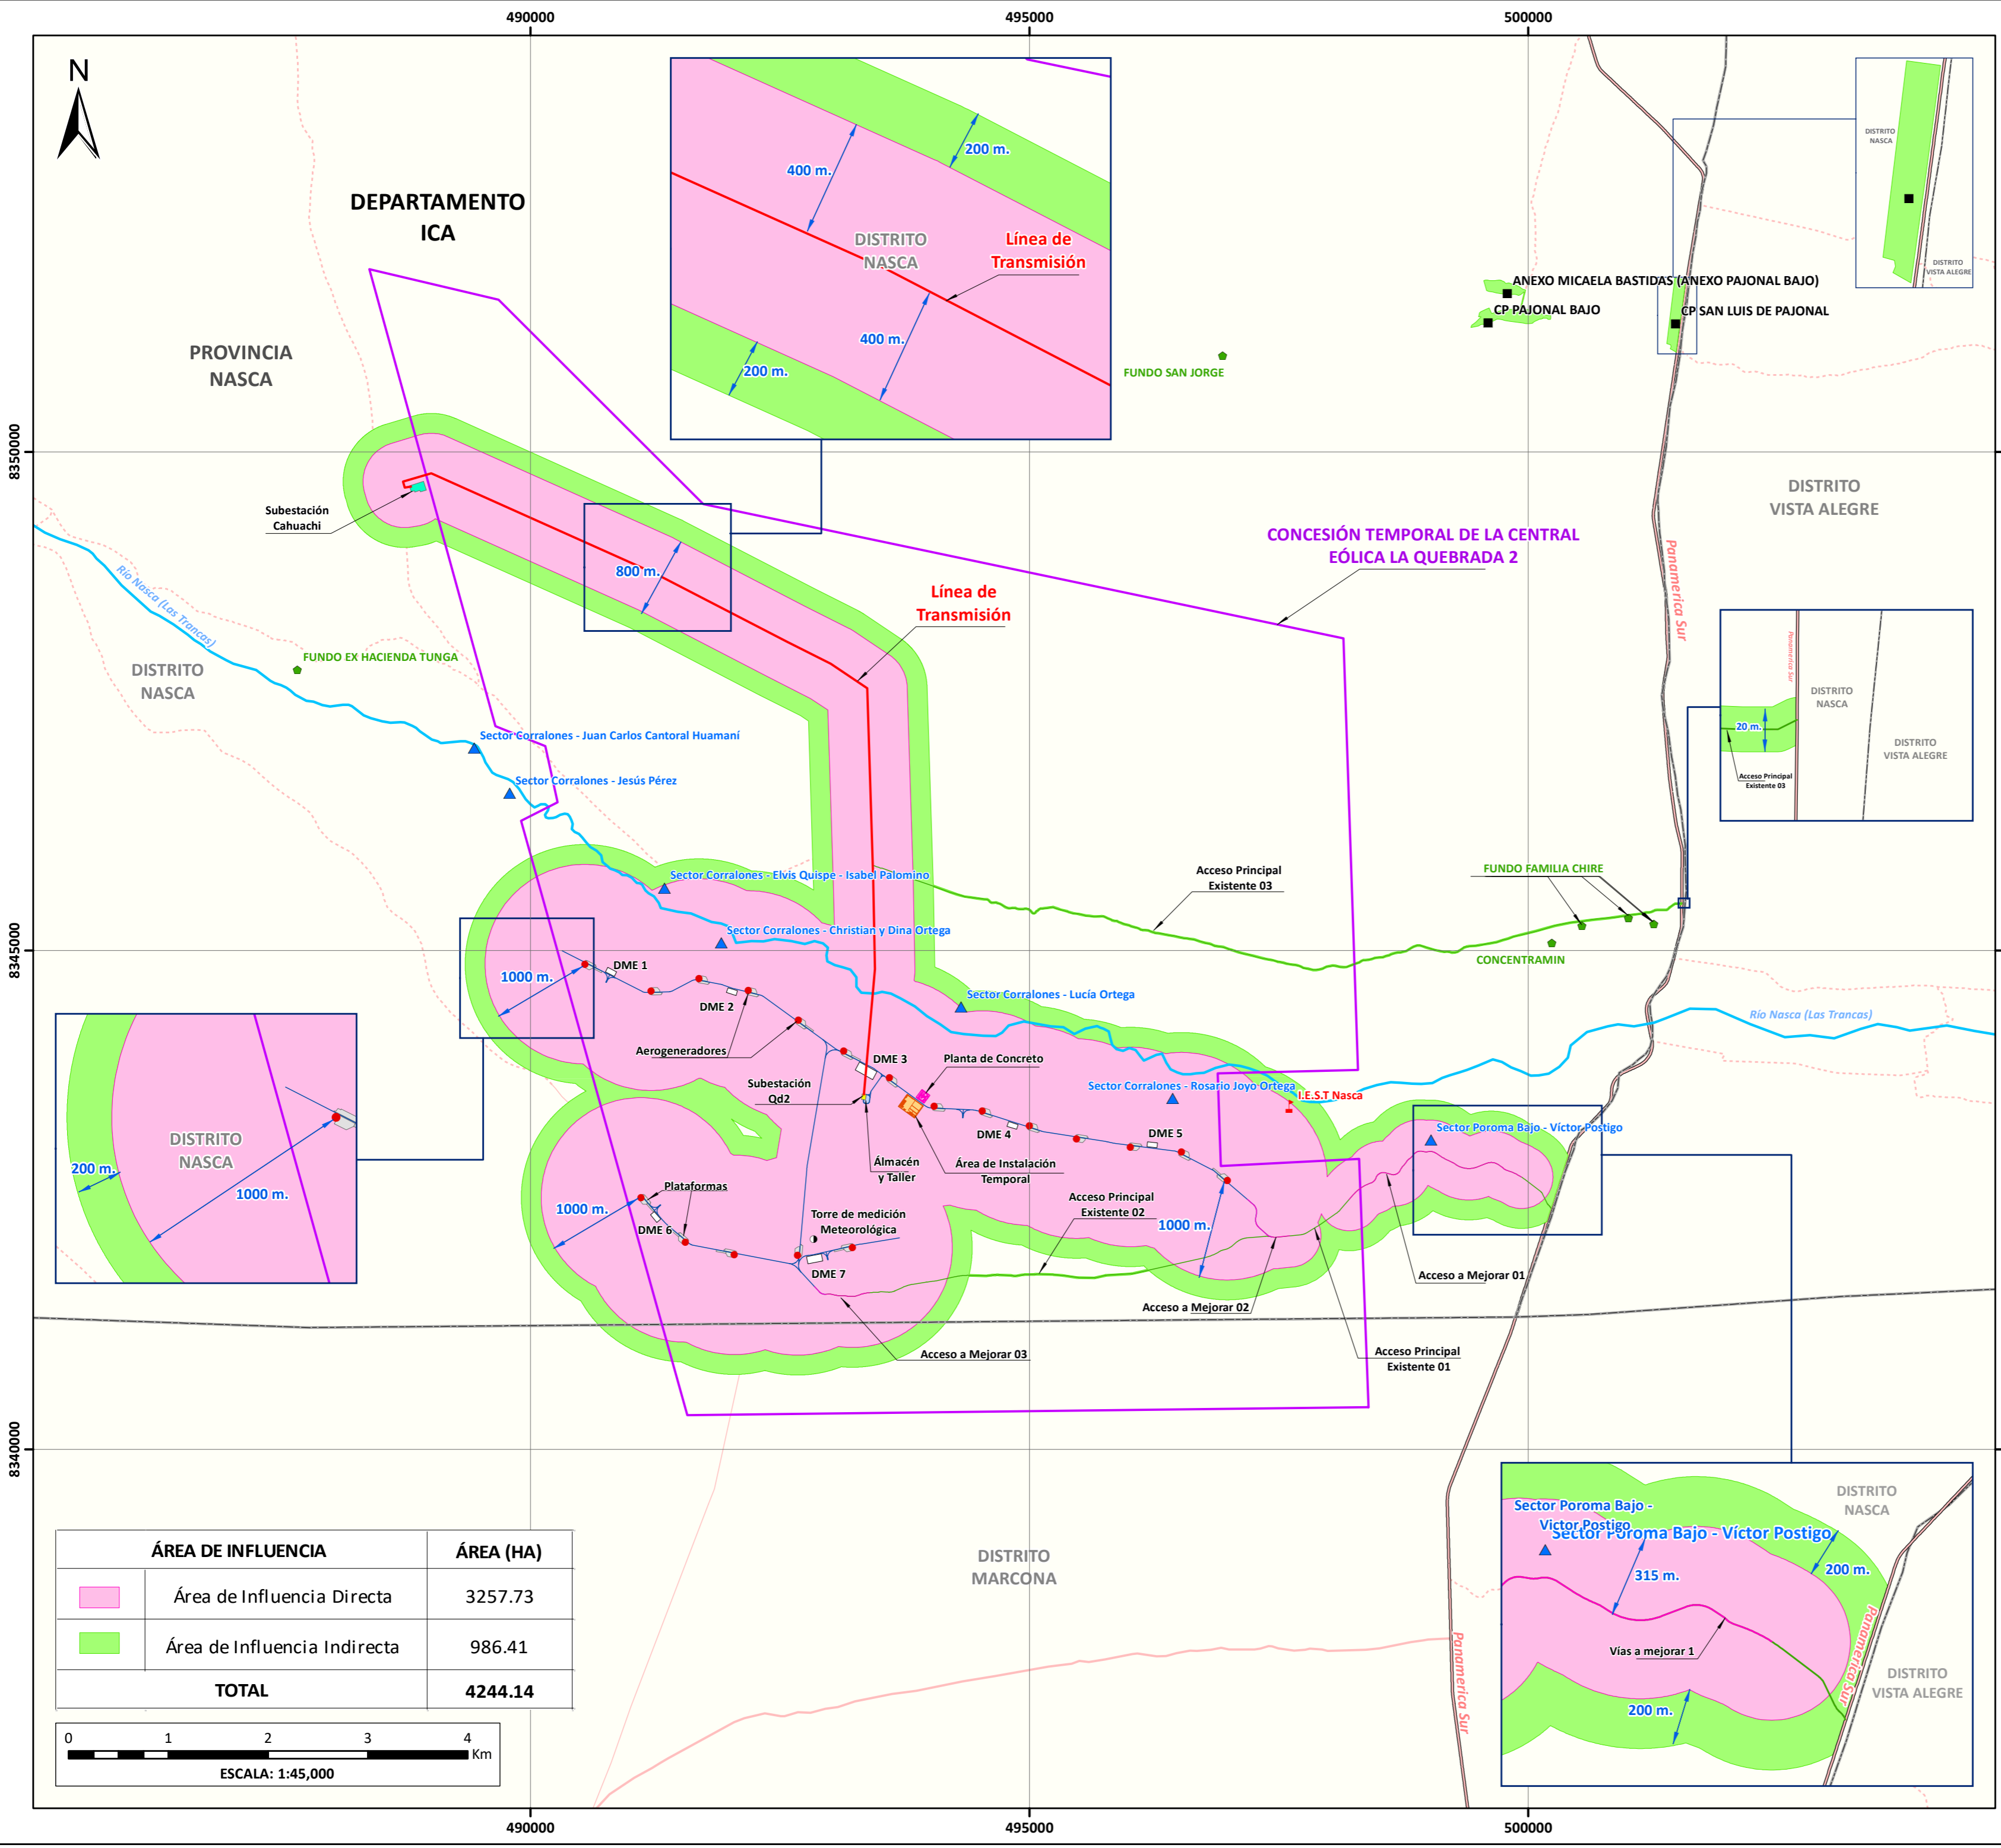 490000
495000
500000
N
DEPARTAMENTO
ICA
PROVINCIA
NASCA
400 m.
200 m.
DISTRITO
NASCA
Línea de
Transmisión
400 m.
200 m.
DISTRITO
NASCA
DISTRITO
VISTA ALEGRE
ANEXO MICAELA BASTIDAS (ANEXO PAJONAL BAJO)
CP PAJONAL BAJO
CP SAN LUIS DE PAJONAL
FUNDO SAN JORGE
8350000
8350000
Subestación
Cahuachi
DISTRITO
VISTA ALEGRE
CONCESIÓN TEMPORAL DE LA CENTRAL
EÓLICA LA QUEBRADA 2
Panamerica Sur
800 m.
Línea de
Transmisión
Río Nasca (Las Trancas)
FUNDO EX HACIENDA TUNGA
DISTRITO
NASCA
Panamerica Sur
DISTRITO
NASCA
20 m.
DISTRITO
VISTA ALEGRE
Acceso Principal
Existente 03
Sector Corralones - Juan Carlos Cantoral Huamaní
Sector Corralones - Jesús Pérez
Sector Corralones - Elvis Quispe - Isabel Palomino
Acceso Principal
Existente 03
FUNDO FAMILIA CHIRE
Sector Corralones - Christian y Dina Ortega
CONCENTRAMIN
8345000
1000 m.
DME 1
DME 2
Sector Corralones - Lucía Ortega
Río Nasca (Las Trancas)
Aerogeneradores
DME 3
Planta de Concreto
Subestación
Qd2
Sector Corralones - Rosario Joyo Ortega
I.E.S.T Nasca
DME 4
DME 5
Sector Poroma Bajo - Víctor Postigo
DISTRITO
NASCA
200 m.
1000 m.
Álmacén
y Taller
Área de Instalación
Temporal
Plataformas
1000 m.
DME 6
Torre de medición
Meteorológica
DME 7
Acceso Principal
Existente 02
1000 m.
Acceso a Mejorar 01
Acceso a Mejorar 02
Acceso a Mejorar 03
Acceso Principal
Existente 01
8340000
DISTRITO
MARCONA
Panamerica Sur
DISTRITO
NASCA
Sector Poroma Bajo -
Victor Postigo
Sector Poroma Bajo - Víctor Postigo
315 m.
200 m.
Vías a mejorar 1
Panamerica Sur
DISTRITO
VISTA ALEGRE
200 m.
ÁREA DE INFLUENCIA ÁREA (HA)
Área de Influencia Directa 3257.73
Área de Influencia Indirecta 986.41
TOTAL 4244.14
0 1 2 3 4
Km
ESCALA: 1:45,000
490000
495000
500000